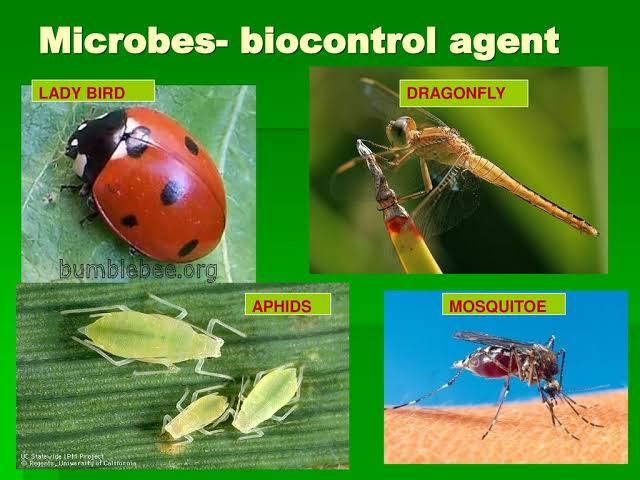 Microbes- biocontrol agent
LADY BIRD
DRAGONFLY
bumblebee.org
APHIDS
MOSQUITOE
UC Statewide IPM Project
© Regents, University of California